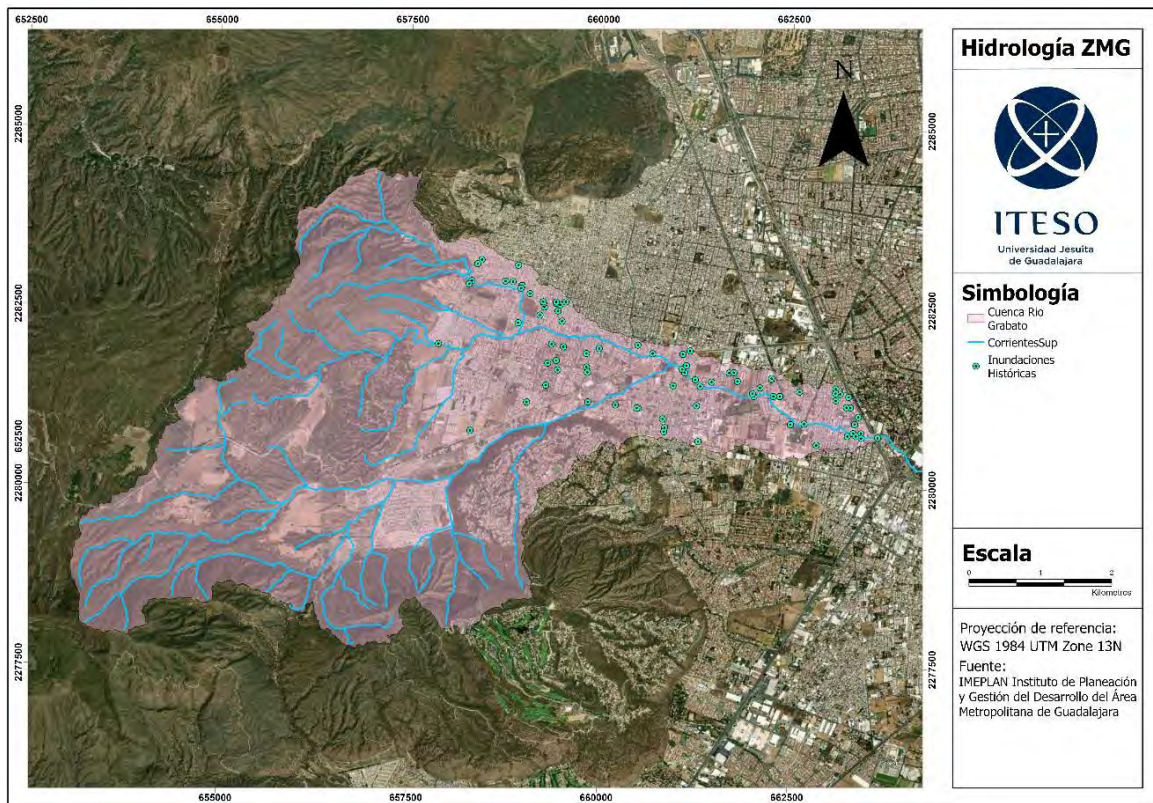 652500
655000
657500
660000
662500
2285000
2282500
652500
2280000
2285000
2282500
2280000
2277500
2277500
655000
657500
660000
662500
N
Hidrología ZMG
ITESO
Universidad Jesuita
de Guadalajara
Simbología
Cuenca Rio
Grabato
CorrientesSup
Inundaciones
Históricas
Escala
0 1 2
Kilometros
Proyección de referencia:
WGS 1984 UTM Zone 13N
Fuente:
IMEPLAN Instituto de Planeación
y Gestión del Desarrollo del Área
Metropolitana de Guadalajara